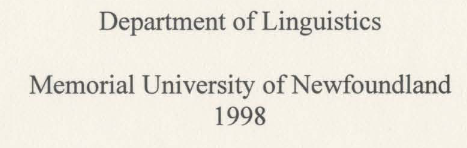 Department of Linguistics
Memorial University of Newfoundland
1998